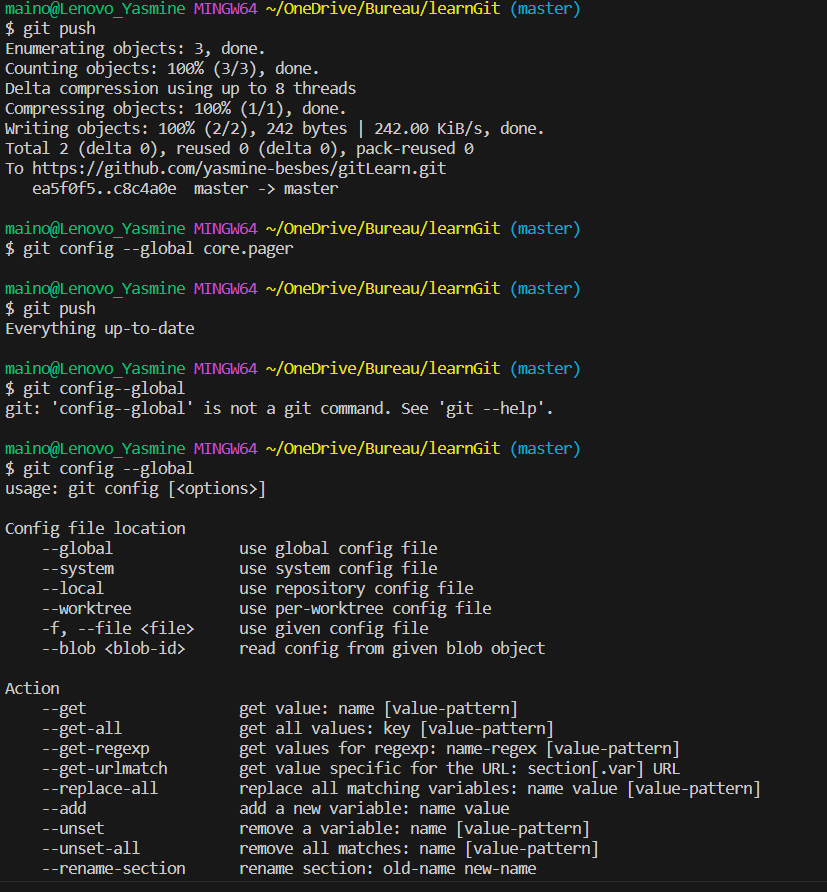 maino@Lenovo_Yasmine MINGW64 ~/OneDrive/Bureau/learnGit (master)
$ git push
Enumerating objects: 3, done.
Counting objects: 100% (3/3), done.
Delta compression using up to 8 threads
Compressing objects: 100% (1/1), done.
Writing objects: 100% (2/2), 242 bytes | 242.00 KiB/s, done.
Total 2 (delta 0), reused 0 (delta 0), pack-reused 0
To https://github.com/yasmine-besbes/gitLearn.git
   ea5f0f5..c8c4a0e  master -> master

maino@Lenovo_Yasmine MINGW64 ~/OneDrive/Bureau/learnGit (master)
$ git config --global core.pager

maino@Lenovo_Yasmine MINGW64 ~/OneDrive/Bureau/learnGit (master)
$ git push
Everything up-to-date

maino@Lenovo_Yasmine MINGW64 ~/OneDrive/Bureau/learnGit (master)
$ git config--global
git: 'config--global' is not a git command. See 'git --help'.

maino@Lenovo_Yasmine MINGW64 ~/OneDrive/Bureau/learnGit (master)
$ git config --global
usage: git config [<options>]

Config file location
    --global              use global config file
    --system              use system config file
    --local               use repository config file
    --worktree            use per-worktree config file
    -f, --file <file>     use given config file
    --blob <blob-id>      read config from given blob object

Action
    --get                 get value: name [value-pattern]
    --get-all             get all values: key [value-pattern]
    --get-regexp          get values for regexp: name-regex [value-pattern]
    --get-urlmatch        get value specific for the URL: section[.var] URL
    --replace-all         replace all matching variables: name value [value-pattern]
    --add                 add a new variable: name value
    --unset               remove a variable: name [value-pattern]
    --unset-all           remove all matches: name [value-pattern]
    --rename-section      rename section: old-name new-name